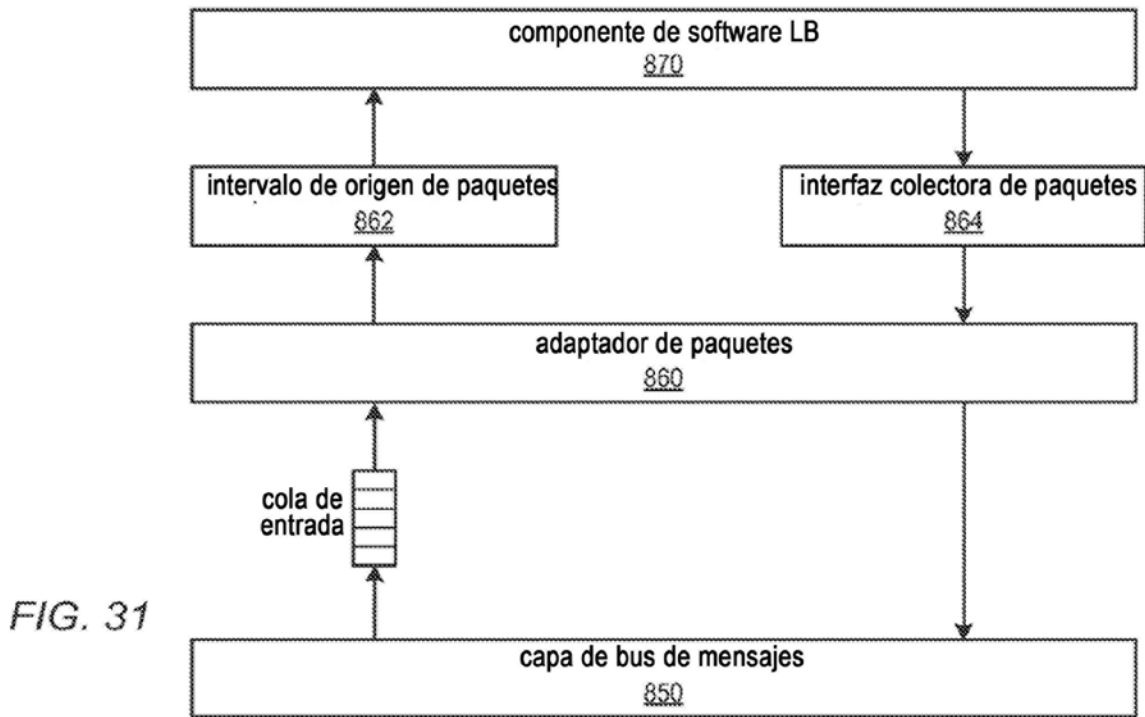 componente de software LB
870
intervalo de origen de paquetes
862
interfaz colectora de paquetes
864
adaptador de paquetes
860
cola de
entrada
FIG. 31
capa de bus de mensajes
850